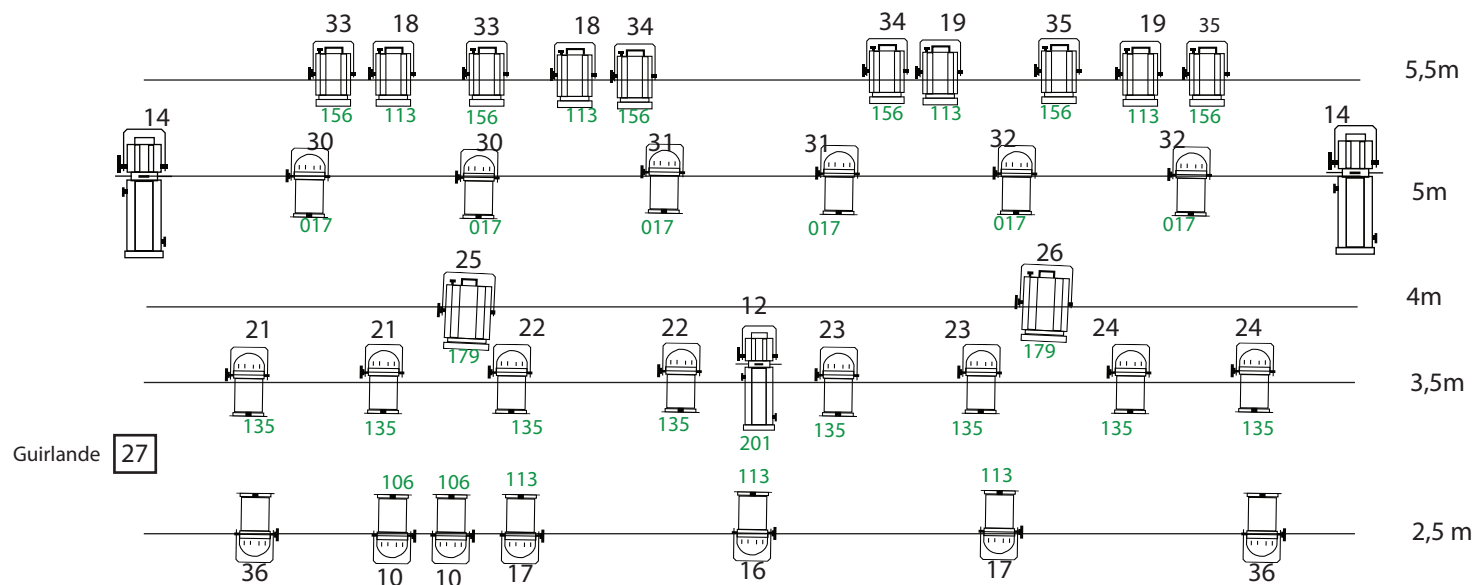 33 18 33 18 34 34 19 35 19 35
5,5m
156 113 156 113 156 156 113 156 113 156
14 30 30 31 31 32 32 14
5m
017 017 017 017 017 017
25 26
4m
179 179
21 21 22 22 12 23 23 24 24
3,5m
135 135 135 135 201 135 135 135 135
Guirlande 27
106 106 113 113 113
2,5 m
36 10 10 17 16 17 36